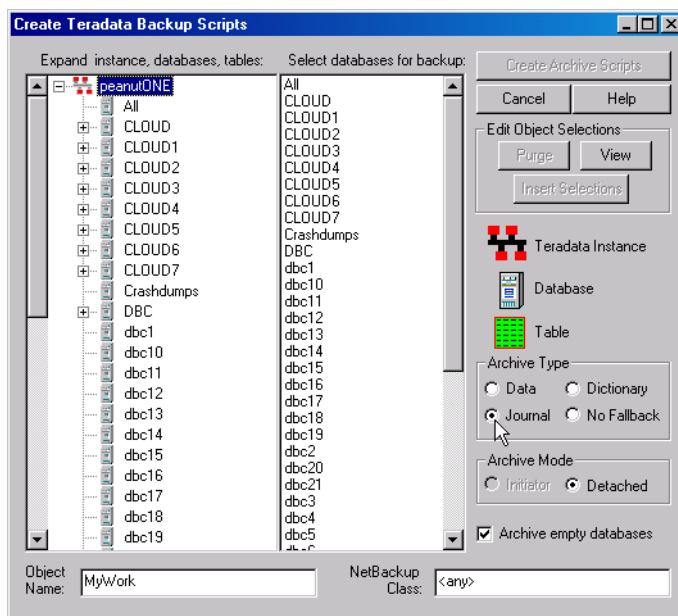 Create Teradata Backup Scripts
Expand instance, databases, tables:
peanutONE
All
CLOUD
CLOUD1
CLOUD2
CLOUD3
CLOUD4
CLOUD5
CLOUD6
CLOUD7
Crashdumps
DBC
dbc1
dbc10
dbc11
dbc12
dbc13
dbc14
dbc15
dbc16
dbc17
dbc18
dbc19
Select databases for backup:
All
CLOUD
CLOUD1
CLOUD2
CLOUD3
CLOUD4
CLOUD5
CLOUD6
CLOUD7
Crashdumps
DBC
dbc1
dbc10
dbc11
dbc12
dbc13
dbc14
dbc15
dbc16
dbc17
dbc18
dbc19
dbc2
dbc20
dbc21
dbc3
dbc4
dbc5
Create Archive Scripts
Cancel Help
Edit Object Selections
Purge View
Insert Selections
Teradata Instance
Database
Table
Archive Type
Data Dictionary
Journal No Fallback
Archive Mode
Initiator Detached
Archive empty databases
Object
Name: MyWork
NetBackup
Class: <any>